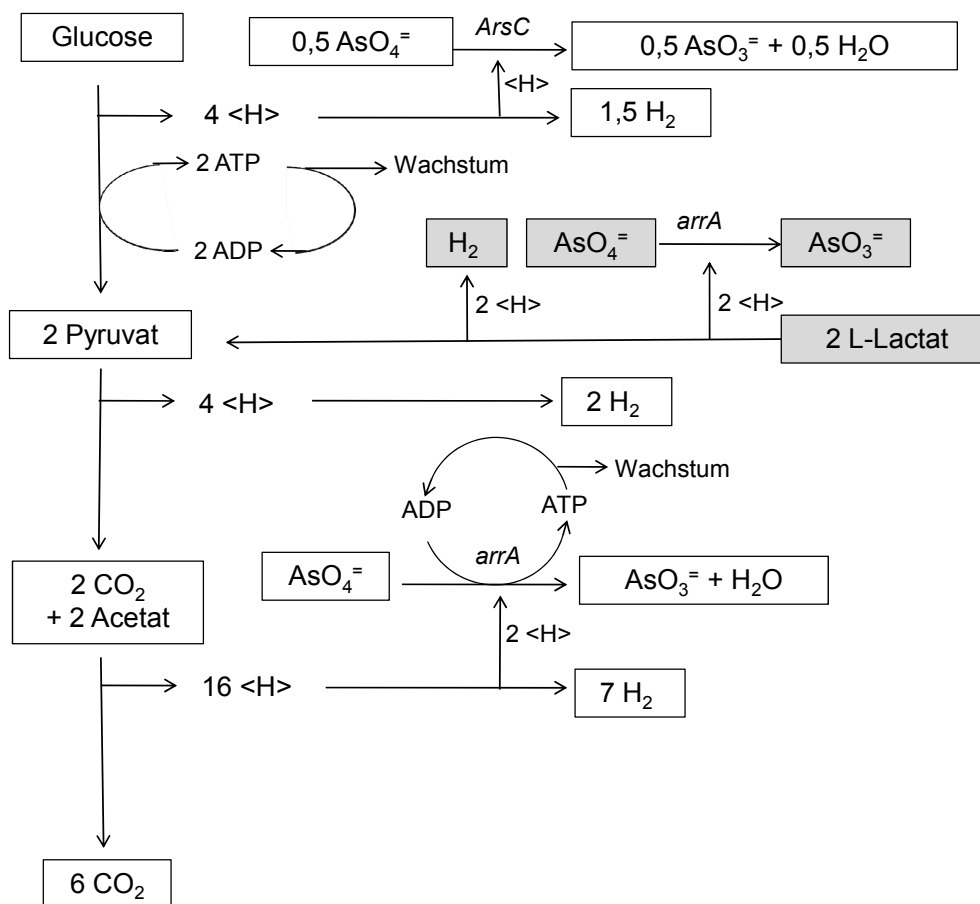 Glucose
0,5 AsO₄⁼
ArsC
0,5 AsO₃⁼ + 0,5 H₂O
<H>
4 <H>
1,5 H₂
2 ATP
Wachstum
2 ADP
H₂
AsO₄⁼
arrA
AsO₃⁼
2 <H>
2 <H>
2 Pyruvat
2 L-Lactat
4 <H>
2 H₂
Wachstum
ADP
ATP
arrA
AsO₄⁼
AsO₃⁼ + H₂O
2 CO₂
+ 2 Acetat
2 <H>
16 <H>
7 H₂
6 CO₂